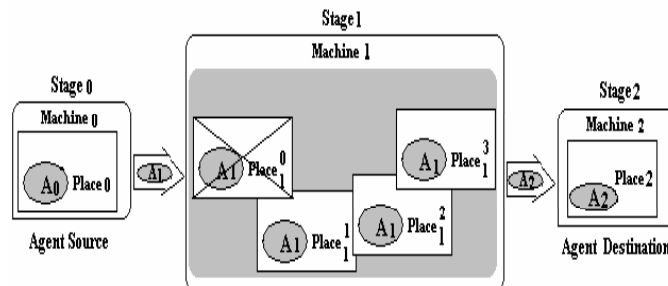 Stage 0
Machine 0
A0 Place 0
Agent Source
A1
Stage 1
Machine 1
A1 Place 0 1
A1 Place 1 1
A1 Place 2 1
A1 Place 3 1
A2
Stage 2
Machine 2
A2 Place 2
Agent Destination